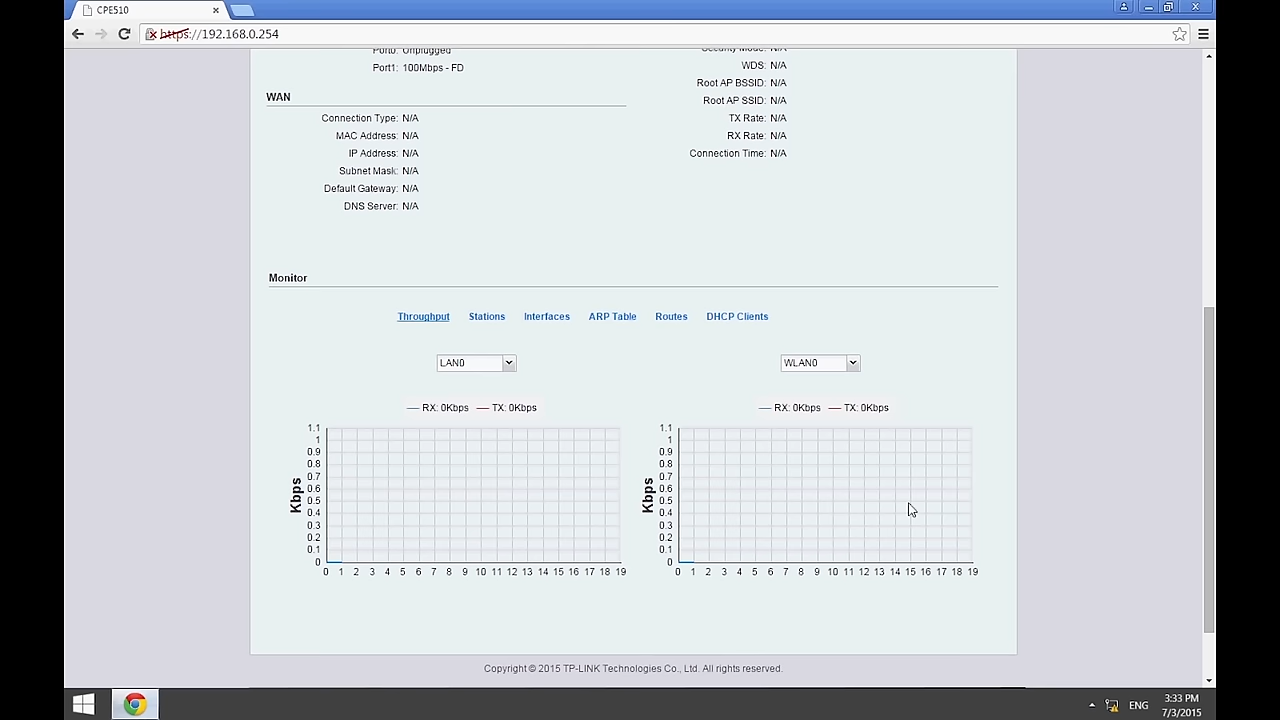 CPE510
https://192.168.0.254
Port0: Unplugged
Port1: 100Mbps - FD
WAN
Connection Type: N/A
MAC Address: N/A
IP Address: N/A
Subnet Mask: N/A
Default Gateway: N/A
DNS Server: N/A
Security Mode: N/A
WDS: N/A
Root AP BSSID: N/A
Root AP SSID: N/A
TX Rate: N/A
RX Rate: N/A
Connection Time: N/A
Monitor
Throughput Stations Interfaces ARP Table Routes DHCP Clients
LAN0
RX: 0Kbps TX: 0Kbps
Kbps
1.1
1
0.9
0.8
0.7
0.6
0.5
0.4
0.3
0.2
0.1
0
0 1 2 3 4 5 6 7 8 9 10 11 12 13 14 15 16 17 18 19
WLAN0
RX: 0Kbps TX: 0Kbps
Kbps
1.1
1
0.9
0.8
0.7
0.6
0.5
0.4
0.3
0.2
0.1
0
0 1 2 3 4 5 6 7 8 9 10 11 12 13 14 15 16 17 18 19
Copyright © 2015 TP-LINK Technologies Co., Ltd. All rights reserved.
ENG
3:33 PM
7/3/2015